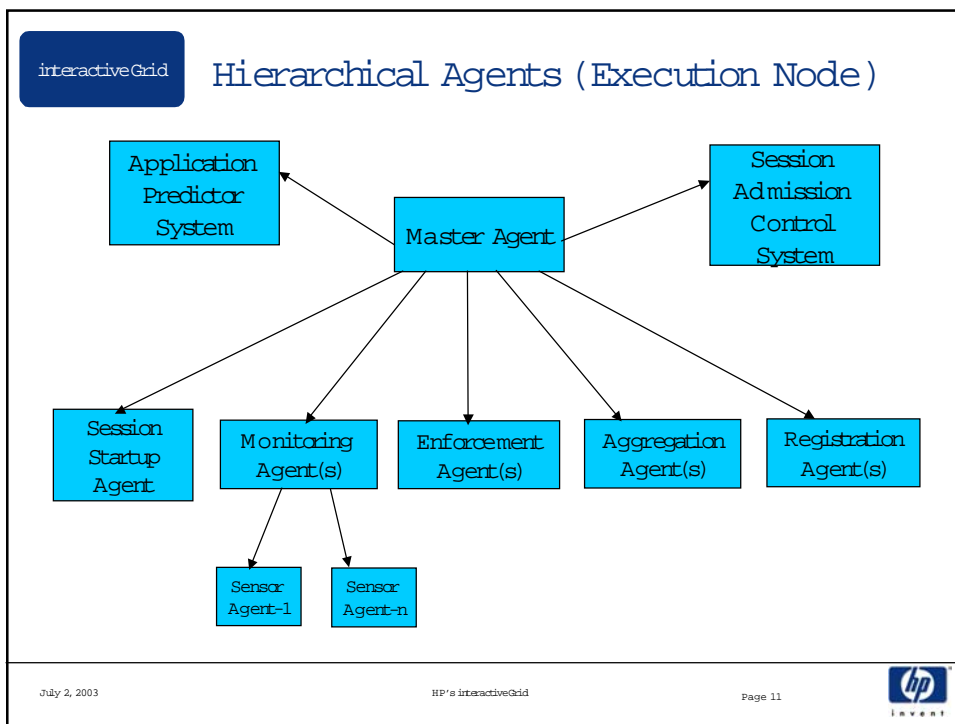 interactiveGrid
Hierarchical Agents (Execution Node)
Application
Predictor
System
Session
Admission
Control
System
Master Agent
Session
Startup
Agent
Monitoring
Agent(s)
Enforcement
Agent(s)
Aggregation
Agent(s)
Registration
Agent(s)
Sensor
Agent-1
Sensor
Agent-n
July 2, 2003
HP's interactiveGrid
Page 11
hp
invent